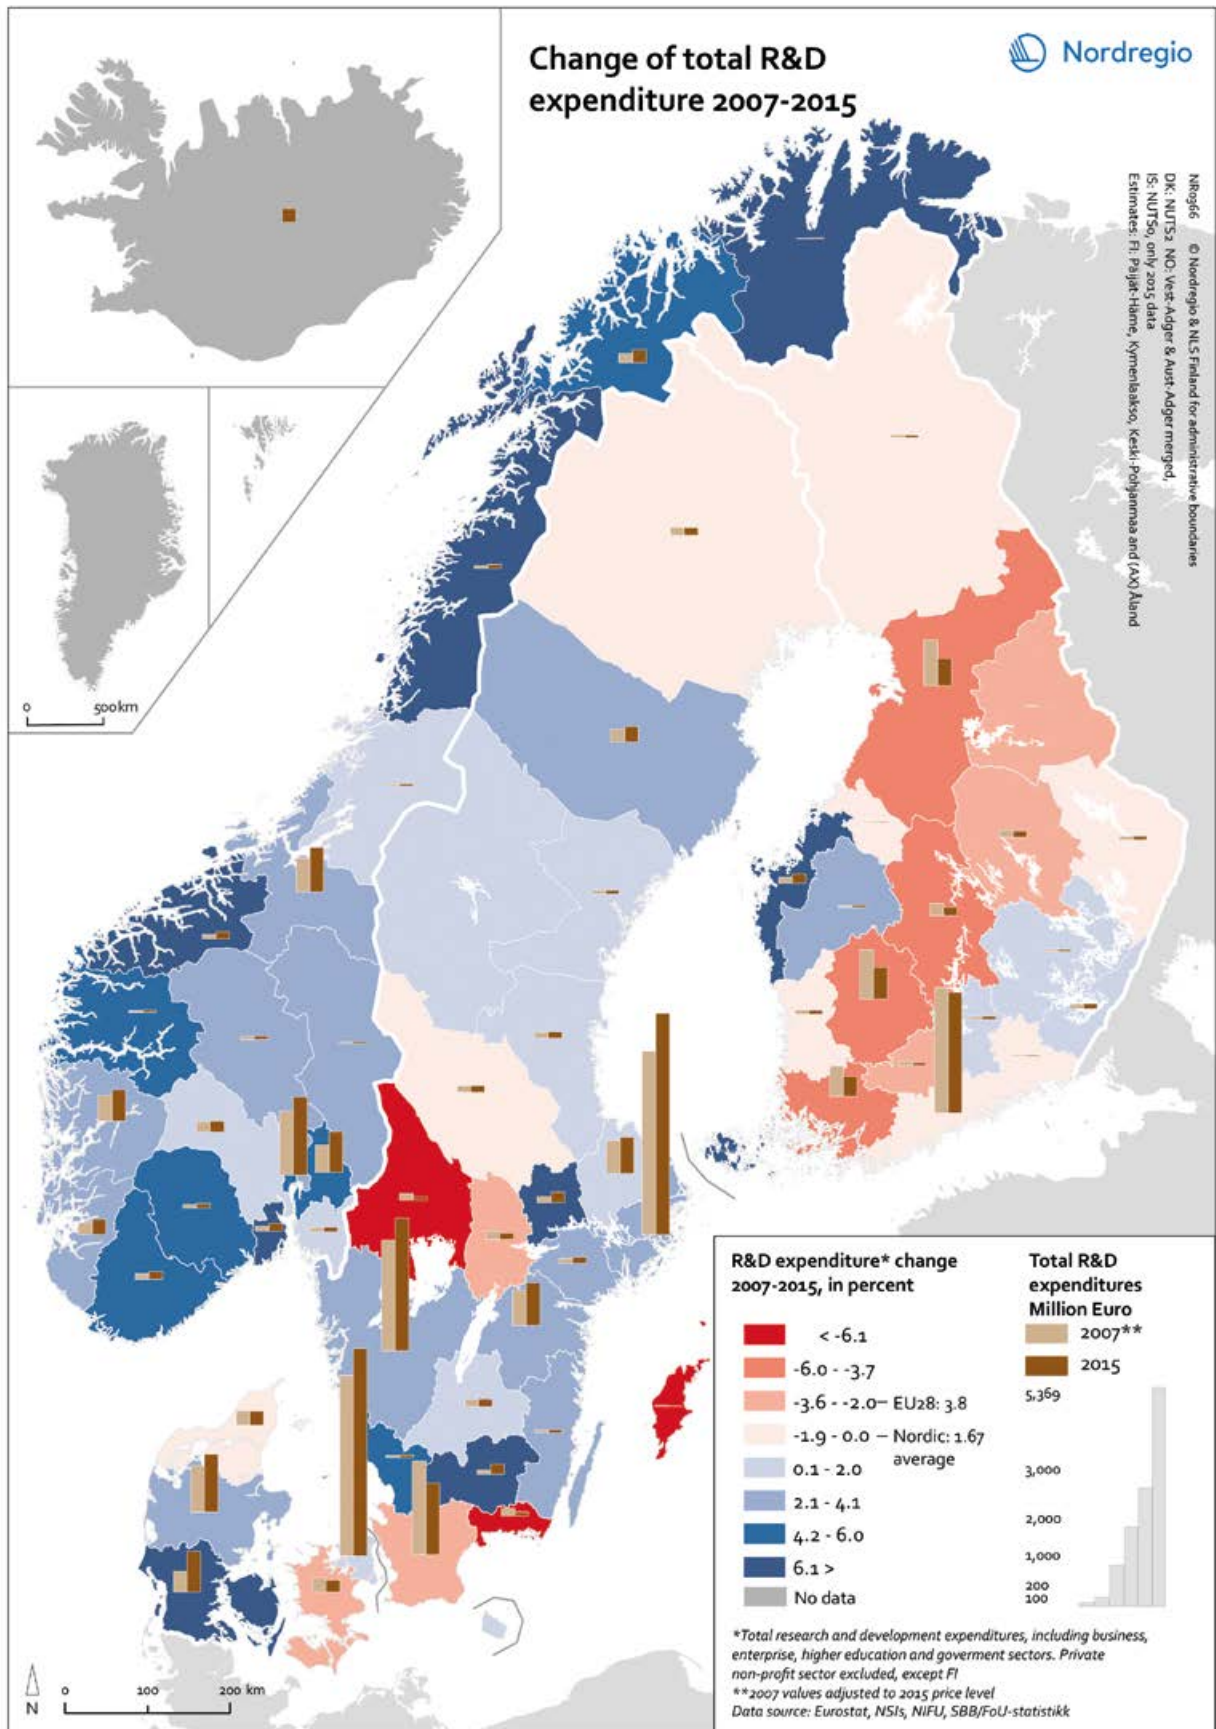 Change of total R&D
expenditure 2007-2015
Nordregio
NR0966 © Nordregio & NLS Finland for administrative boundaries
DK: NUTS2 NO: Vest-Adger & Aust-Adger merged,
IS: NUTS0, only 2015 data
Estimates: FI: Päijät-Häme, Kymenlaakso, Keski-Pohjanmaa and (AX) Åland
0 500km
R&D expenditure* change
2007-2015, in percent
< -6.1
-6.0 - -3.7
-3.6 - -2.0 – EU28: 3.8
-1.9 - 0.0 – Nordic: 1.67
average
0.1 - 2.0
2.1 - 4.1
4.2 - 6.0
6.1 >
No data
Total R&D
expenditures
Million Euro
2007**
2015
5,369
3,000
2,000
1,000
200
100
*Total research and development expenditures, including business,
enterprise, higher education and goverment sectors. Private
non-profit sector excluded, except FI
**2007 values adjusted to 2015 price level
Data source: Eurostat, NSIs, NIFU, SBB/FoU-statistikk
N
0 100 200 km